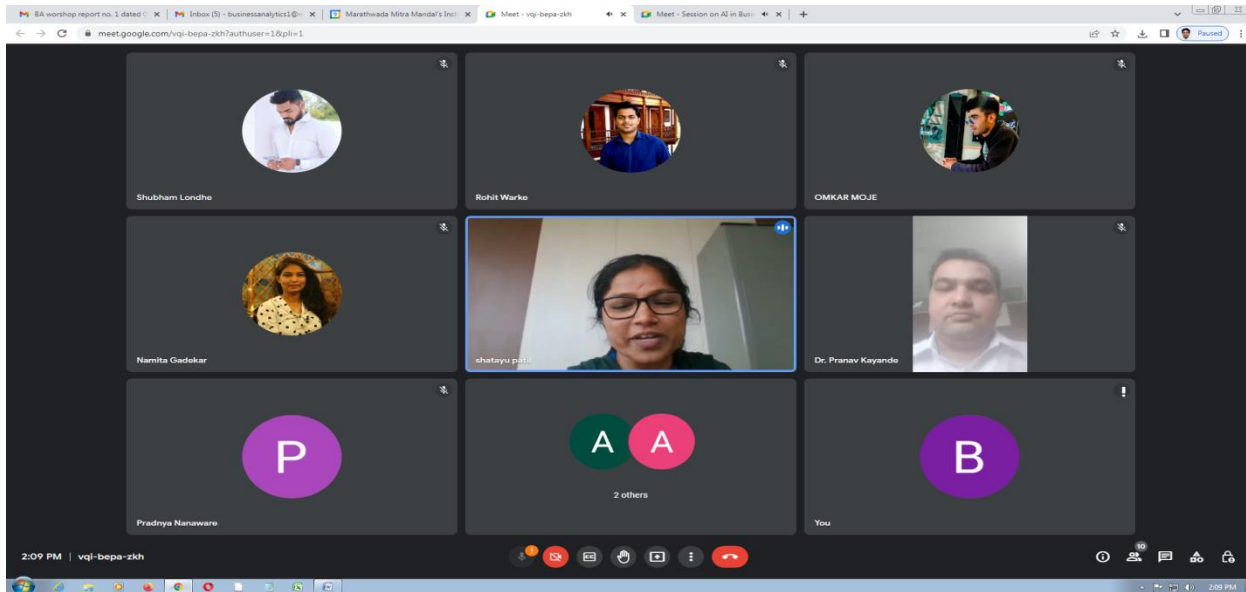 BA worshop report no. 1 dated
Inbox (5) - businessanalytics1@
Marathwada Mitra Mandal's Inst
Meet - vqi-bepa-zkh
Meet - Session on AI in Busi
meet.google.com/vqi-bepa-zkh?authuser=1&pli=1
Paused
Shubham Londhe
Rohit Warke
OMKAR MOJE
Namita Gadekar
shatayu patil
Dr. Pranav Kayande
P
A A
B
2 others
Pradnya Nanaware
You
2:09 PM | vqi-bepa-zkh
10
2:09 PM